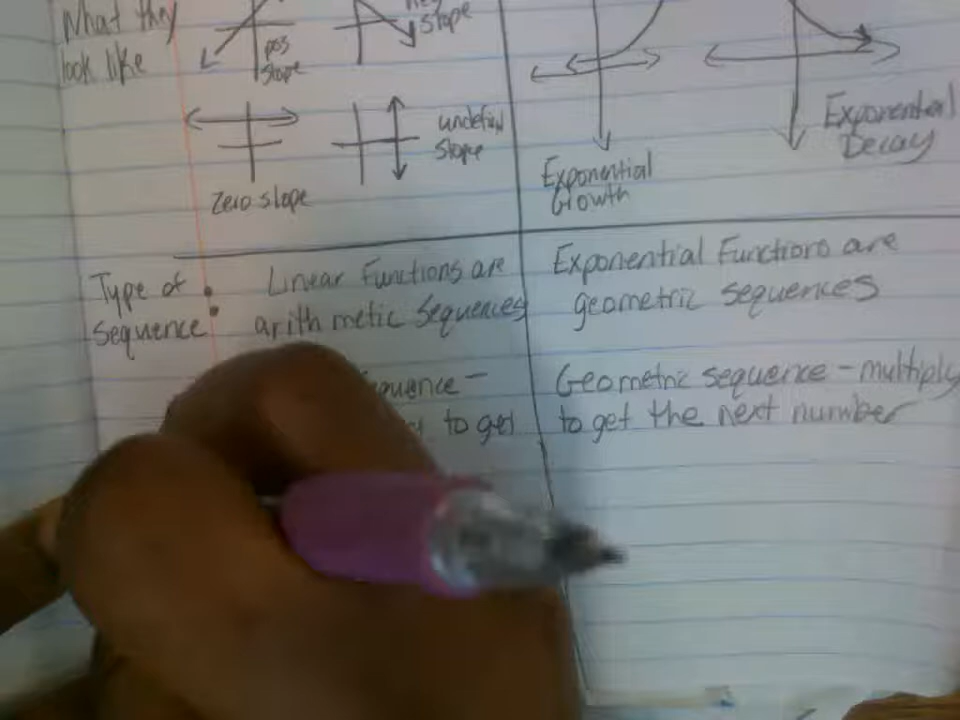 What they
look like
pos
slope
neg
slope
undefind
slope
Zero slope
Exponential
Growth
Exponential
Decay
Type of
Sequence:
Linear Functions are
arithmetic sequences
Exponential Functions are
geometric sequences
sequence -
to get
Geometric sequence - multiply
to get the next number